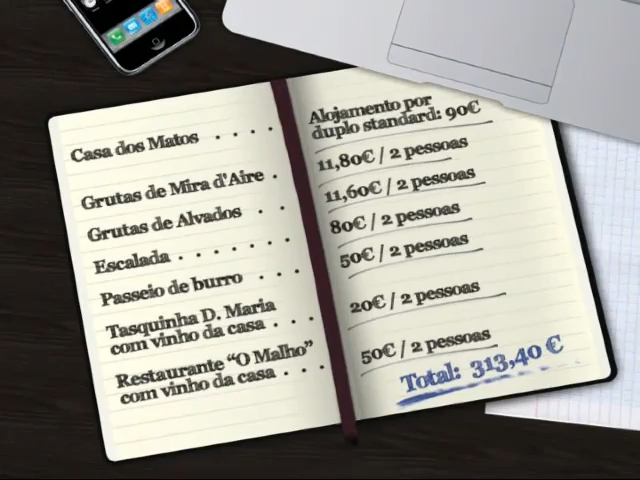 Casa dos Matos . . . .
Grutas de Mira d'Aire .
Grutas de Alvados . .
Escalada . . . . . . .
Passeio de burro . . .
Tasquinha D. Maria
com vinho da casa . . .
Restaurante “O Malho”
com vinho da casa . . .
Alojamento por
duplo standard: 90€
11,80€ / 2 pessoas
11,60€ / 2 pessoas
80€ / 2 pessoas
50€ / 2 pessoas
20€ / 2 pessoas
50€ / 2 pessoas
Total: 313,40 €